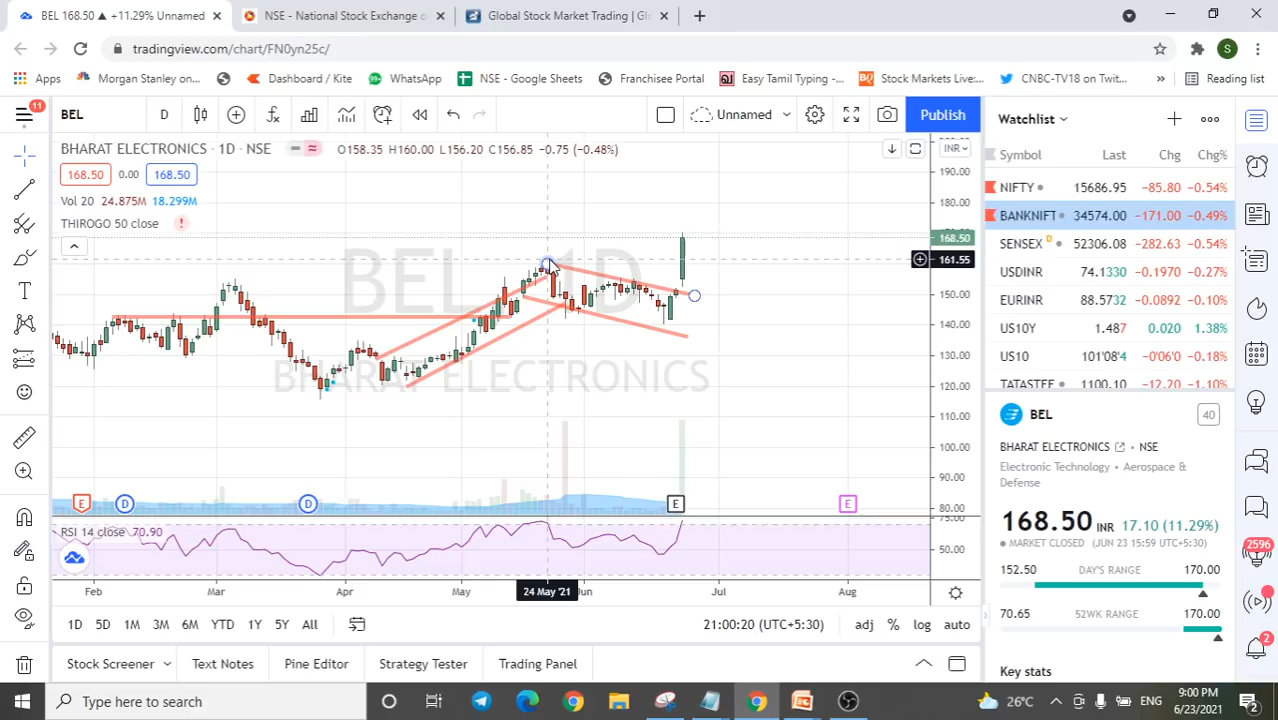 BEL 168.50 ▲ +11.29% Unnamed
NSE - National Stock Exchange o
Global Stock Market Trading | Glo
tradingview.com/chart/FN0yn25c/
S
Apps
Morgan Stanley on...
Dashboard / Kite
WhatsApp
NSE - Google Sheets
Franchisee Portal
Easy Tamil Typing -...
Stock Markets Live:...
CNBC-TV18 on Twit...
»
Reading list
11
BEL
D
Unnamed
Publish
BHARAT ELECTRONICS · 1D · NSE
O158.35 H160.00 L156.20 C156.85 -0.75 (-0.48%)
INR
168.50
0.00
168.50
Vol 20 24.875M 18.299M
THIROGO 50 close
BEL, 1D
BHARAT ELECTRONICS
190.00
180.00
168.50
161.55
150.00
140.00
130.00
120.00
110.00
100.00
90.00
80.00
E
D
D
E
E
RSI 14 close 70.90
75.00
50.00
Feb
Mar
Apr
May
24 May '21
Jun
Jul
Aug
1D
5D
1M
3M
6M
YTD
1Y
5Y
All
21:00:20 (UTC+5:30)
adj
%
log
auto
Stock Screener
Text Notes
Pine Editor
Strategy Tester
Trading Panel
Watchlist
Symbol Last Chg Chg%
NIFTY 15686.95 -85.80 -0.54%
BANKNIFT 34574.00 -171.00 -0.49%
SENSEX D 52306.08 -282.63 -0.54%
USDINR 74.1330 -0.1970 -0.27%
EURINR 88.5732 -0.0892 -0.10%
US10Y 1.487 0.020 1.38%
US10 101'08'4 -0'06'0 -0.18%
TATASTEE 1100.10 -12.20 -1.10%
BEL
40
BHARAT ELECTRONICS · NSE
Electronic Technology • Aerospace &
Defense
168.50 INR 17.10 (11.29%)
MARKET CLOSED (JUN 23 15:59 UTC+5:30)
152.50 DAY'S RANGE 170.00
70.65 52WK RANGE 170.00
Key stats
2596
2
Type here to search
26°C
ENG
9:00 PM
6/23/2021